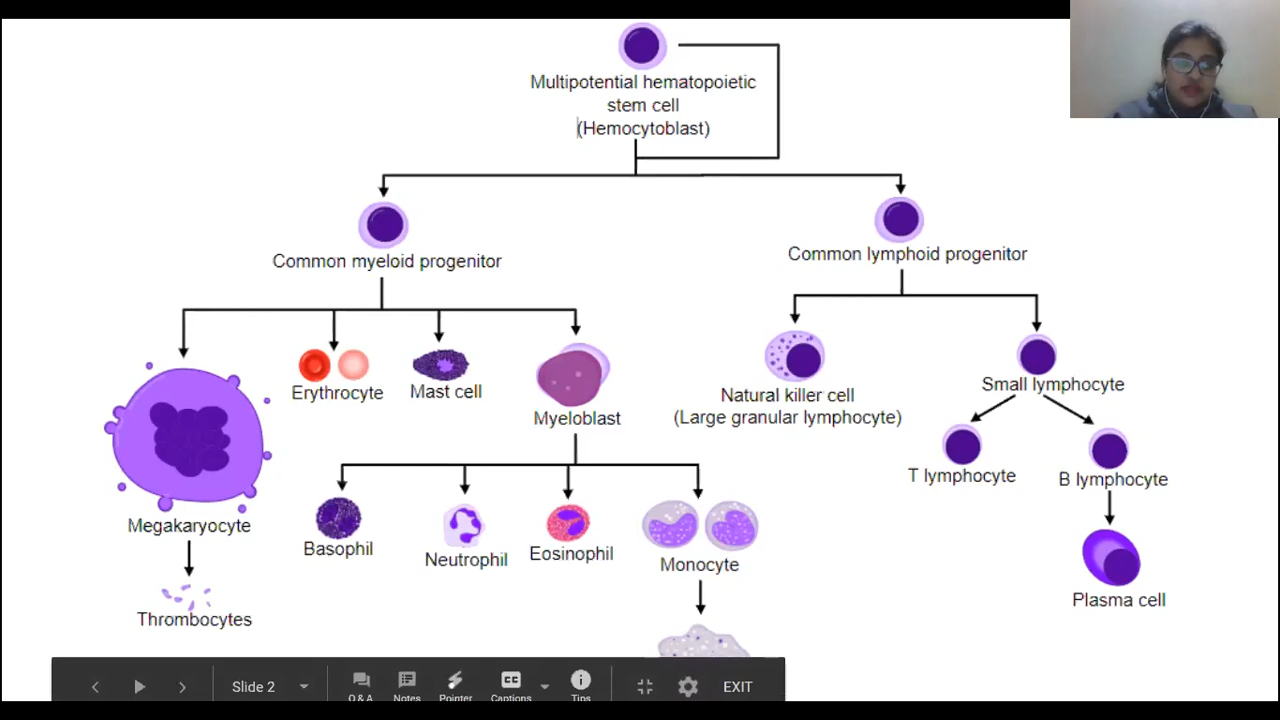 Multipotential hematopoietic
stem cell
(Hemocytoblast)
Common myeloid progenitor
Common lymphoid progenitor
Erythrocyte
Mast cell
Myeloblast
Natural killer cell
(Large granular lymphocyte)
Small lymphocyte
T lymphocyte
B lymphocyte
Megakaryocyte
Basophil
Neutrophil
Eosinophil
Monocyte
Plasma cell
Thrombocytes
Slide 2
Q & A
Notes
Pointer
CC
Captions
Tips
EXIT